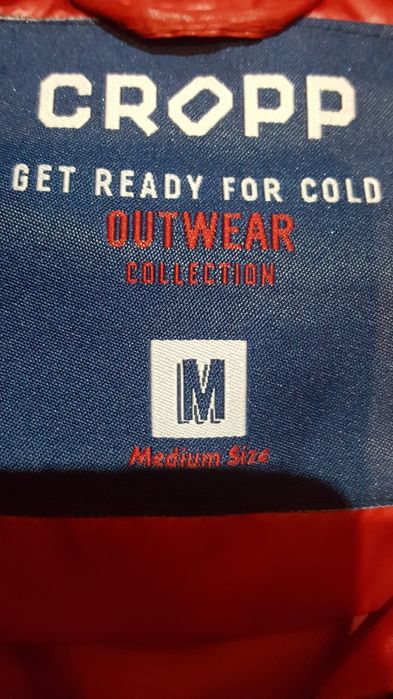 CROPP
GET READY FOR COLD
OUTWEAR
COLLECTION
M
Medium Size